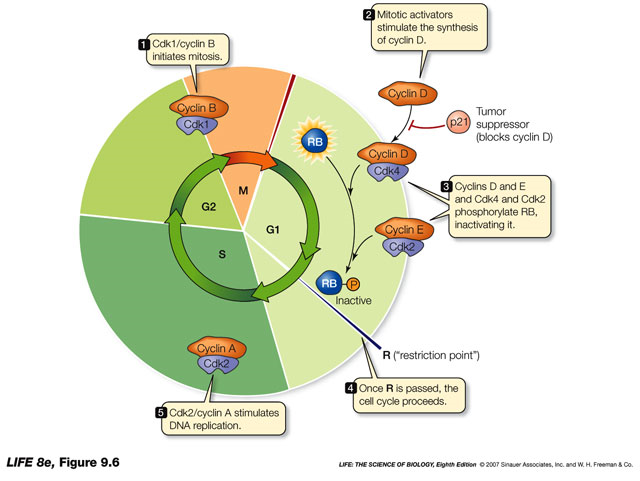 1 Cdk1/cyclin B
initiates mitosis.
2 Mitotic activators
stimulate the synthesis
of cyclin D.
Cyclin B
Cdk1
Cyclin D
p21
Tumor
suppressor
(blocks cyclin D)
RB
Cyclin D
Cdk4
3 Cyclins D and E
and Cdk4 and Cdk2
phosphorylate RB,
inactivating it.
M
G2
G1
S
Cyclin E
Cdk2
RB P
Inactive
R (“restriction point”)
Cyclin A
Cdk2
4 Once R is passed, the
cell cycle proceeds.
5 Cdk2/cyclin A stimulates
DNA replication.
LIFE 8e, Figure 9.6
LIFE: THE SCIENCE OF BIOLOGY, Eighth Edition © 2007 Sinauer Associates, Inc. and W. H. Freeman & Co.